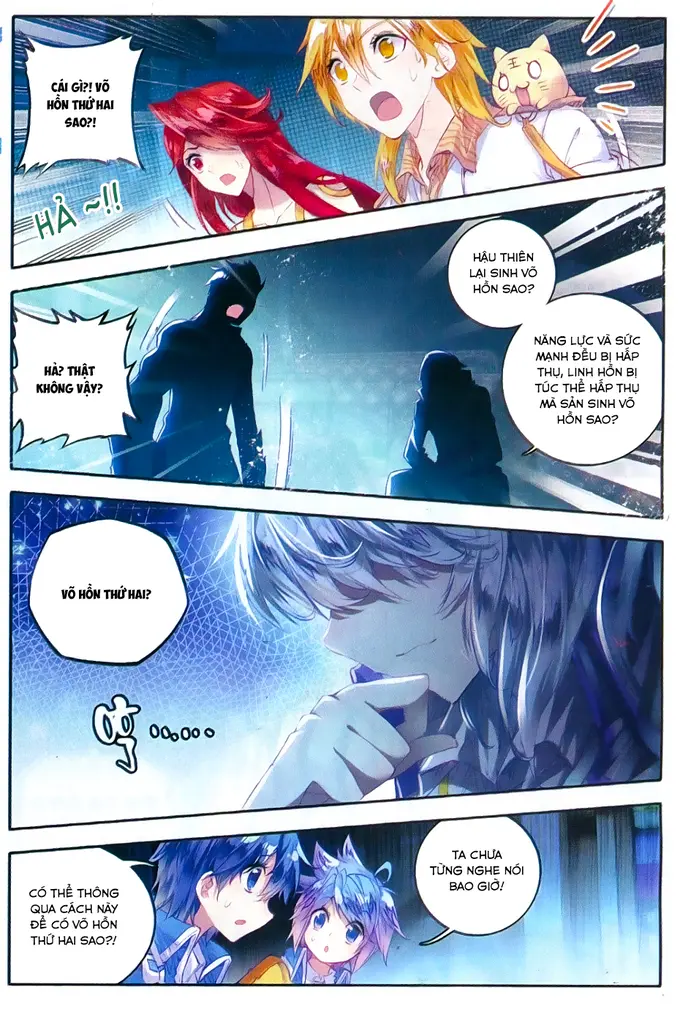 CÁI GÌ?! VÕ
HỒN THỨ HAI
SAO?!
HẢ ~!!
HẬU THIÊN
LẠI SINH VÕ
HỒN SAO?
NĂNG LỰC VÀ SỨC
MẠNH ĐỀU BỊ HẤP
THỤ, LINH HỒN BỊ
TÚC THỂ HẤP THỤ
MÀ SẢN SINH VÕ
HỒN SAO?
HẢ? THẬT
KHÔNG VẬY?
VÕ HỒN THỨ HAI?
哼......
TA CHƯA
TỪNG NGHE NÓI
BAO GIỜ!
CÓ THỂ THÔNG
QUA CÁCH NÀY
ĐỂ CÓ VÕ HỒN
THỨ HAI SAO?!
王